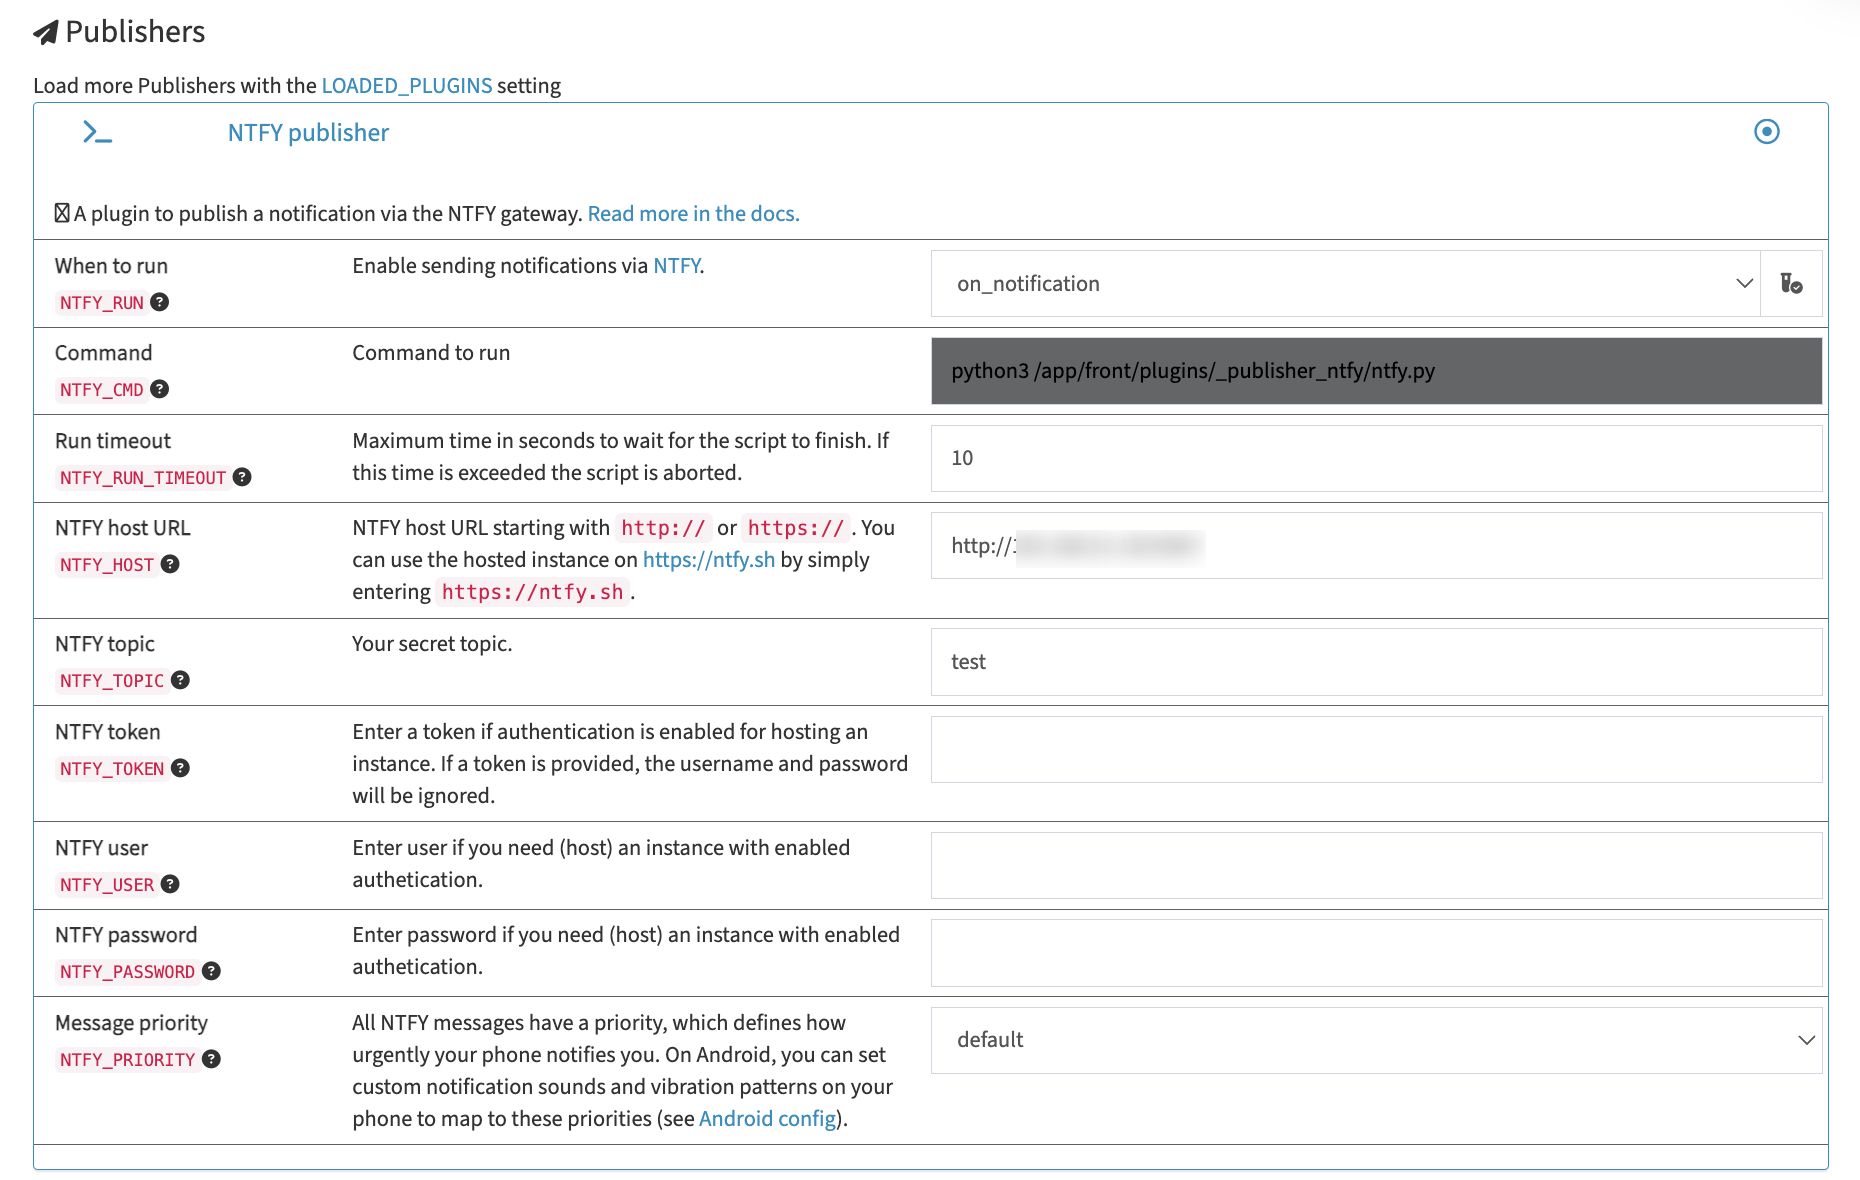 Publishers
Load more Publishers with the LOADED_PLUGINS setting
NTFY publisher
A plugin to publish a notification via the NTFY gateway. Read more in the docs.
When to run
NTFY_RUN
Enable sending notifications via NTFY.
on_notification
Command
NTFY_CMD
Command to run
python3 /app/front/plugins/_publisher_ntfy/ntfy.py
Run timeout
NTFY_RUN_TIMEOUT
Maximum time in seconds to wait for the script to finish. If
this time is exceeded the script is aborted.
10
NTFY host URL
NTFY_HOST
NTFY host URL starting with http:// or https://. You
can use the hosted instance on https://ntfy.sh by simply
entering https://ntfy.sh.
http://
NTFY topic
NTFY_TOPIC
Your secret topic.
test
NTFY token
NTFY_TOKEN
Enter a token if authentication is enabled for hosting an
instance. If a token is provided, the username and password
will be ignored.
NTFY user
NTFY_USER
Enter user if you need (host) an instance with enabled
authetication.
NTFY password
NTFY_PASSWORD
Enter password if you need (host) an instance with enabled
authetication.
Message priority
NTFY_PRIORITY
All NTFY messages have a priority, which defines how
urgently your phone notifies you. On Android, you can set
custom notification sounds and vibration patterns on your
phone to map to these priorities (see Android config).
default